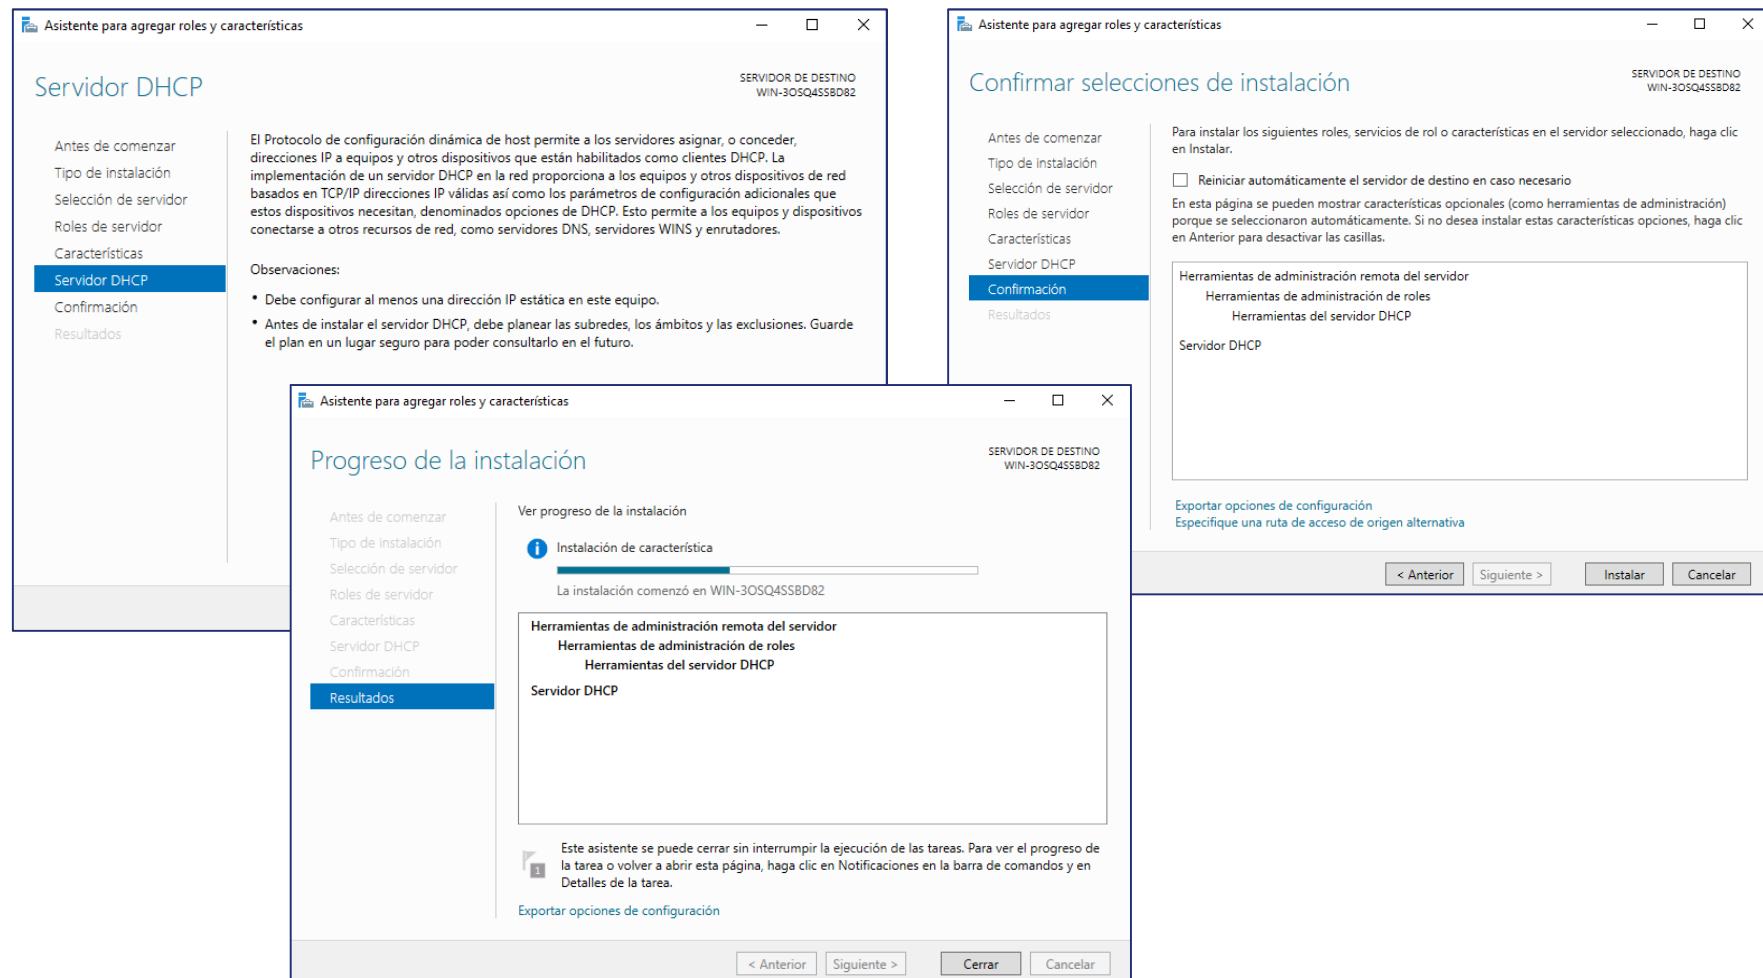 Asistente para agregar roles y características
Servidor DHCP
SERVIDOR DE DESTINO
WIN-3OSQ4SSBD82
Antes de comenzar
Tipo de instalación
Selección de servidor
Roles de servidor
Características
Servidor DHCP
Confirmación
Resultados
El Protocolo de configuración dinámica de host permite a los servidores asignar, o conceder,
direcciones IP a equipos y otros dispositivos que están habilitados como clientes DHCP. La
implementación de un servidor DHCP en la red proporciona a los equipos y otros dispositivos de red
basados en TCP/IP direcciones IP válidas así como los parámetros de configuración adicionales que
estos dispositivos necesitan, denominados opciones de DHCP. Esto permite a los equipos y dispositivos
conectarse a otros recursos de red, como servidores DNS, servidores WINS y enrutadores.
Observaciones:
• Debe configurar al menos una dirección IP estática en este equipo.
• Antes de instalar el servidor DHCP, debe planear las subredes, los ámbitos y las exclusiones. Guarde
el plan en un lugar seguro para poder consultarlo en el futuro.
Asistente para agregar roles y características
Confirmar selecciones de instalación
SERVIDOR DE DESTINO
WIN-3OSQ4SSBD82
Antes de comenzar
Tipo de instalación
Selección de servidor
Roles de servidor
Características
Servidor DHCP
Confirmación
Resultados
Para instalar los siguientes roles, servicios de rol o características en el servidor seleccionado, haga clic
en Instalar.
Reiniciar automáticamente el servidor de destino en caso necesario
En esta página se pueden mostrar características opcionales (como herramientas de administración)
porque se seleccionaron automáticamente. Si no desea instalar estas características opciones, haga clic
en Anterior para desactivar las casillas.
Herramientas de administración remota del servidor
Herramientas de administración de roles
Herramientas del servidor DHCP
Servidor DHCP
Exportar opciones de configuración
Especifique una ruta de acceso de origen alternativa
< Anterior
Siguiente >
Instalar
Cancelar
Asistente para agregar roles y características
Progreso de la instalación
SERVIDOR DE DESTINO
WIN-3OSQ4SSBD82
Antes de comenzar
Tipo de instalación
Selección de servidor
Roles de servidor
Características
Servidor DHCP
Confirmación
Resultados
Ver progreso de la instalación
Instalación de característica
La instalación comenzó en WIN-3OSQ4SSBD82
Herramientas de administración remota del servidor
Herramientas de administración de roles
Herramientas del servidor DHCP
Servidor DHCP
1
Este asistente se puede cerrar sin interrumpir la ejecución de las tareas. Para ver el progreso de
la tarea o volver a abrir esta página, haga clic en Notificaciones en la barra de comandos y en
Detalles de la tarea.
Exportar opciones de configuración
< Anterior
Siguiente >
Cerrar
Cancelar